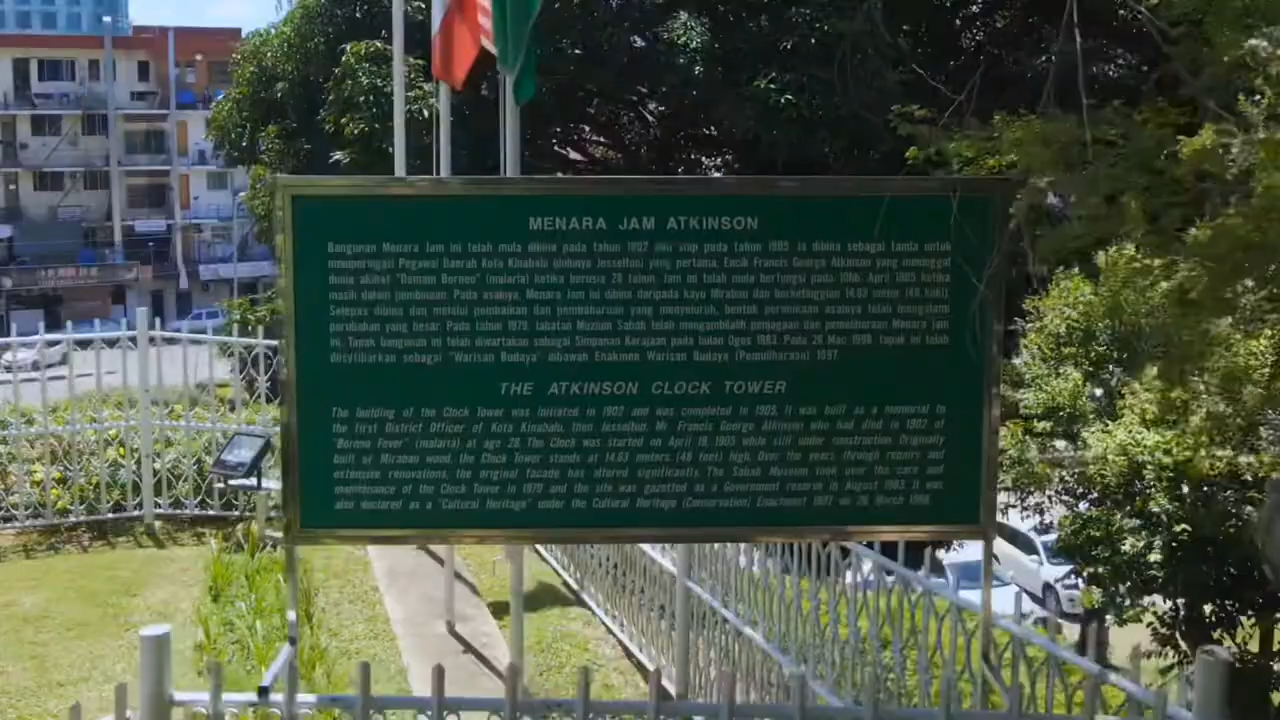 MENARA JAM ATKINSON
Bangunan Menara Jam ini telah mula dibina pada tahun 1902 dan siap pada tahun 1905. Ia dibina sebagai tanda untuk
memperingati Pegawai Daerah Kota Kinabalu (dulunya Jesselton) yang pertama, Encik Francis George Atkinson yang meninggal
dunia akibat "Demam Borneo" (malaria) ketika berusia 28 tahun. Jam ini telah mula berfungsi pada 19hb. April 1905 ketika
masih dalam pembinaan. Pada asalnya, Menara Jam ini dibina daripada kayu Mirabau dan berketinggian 14.63 meter (48 kaki).
Selepas dibina dan melalui pembaikan dan pembaharuan yang menyeluruh, bentuk permukaan asalnya telah mengalami
perubahan yang besar. Pada tahun 1979, Jabatan Muzium Sabah telah mengambilalih penjagaan dan pemeliharaan Menara Jam
ini. Tapak bangunan ini telah diwartakan sebagai Simpanan Kerajaan pada bulan Ogos 1983. Pada 26 Mac 1998, tapak ini telah
diisytiharkan sebagai "Warisan Budaya" dibawah Enakmen Warisan Budaya (Pemuliharaan) 1997.
THE ATKINSON CLOCK TOWER
The building of the Clock Tower was initiated in 1902 and was completed in 1905. It was built as a memorial to
the first District Officer of Kota Kinabalu, then Jesselton, Mr Francis George Atkinson who had died in 1902 of
"Borneo Fever" (malaria) at age 28. The Clock was started on April 19, 1905 while still under construction. Originally
built of Mirabau wood, the Clock Tower stands at 14.63 meters (48 feet) high. Over the years through repairs and
extensive renovations, the original facade has altered significantly. The Sabah Museum took over the care and
maintenance of the Clock Tower in 1979 and the site was gazetted as a Government reserve in August 1983. It was
also declared as a "Cultural Heritage" under the Cultural Heritage (Conservation) Enactment 1997 on 26 March 1998.